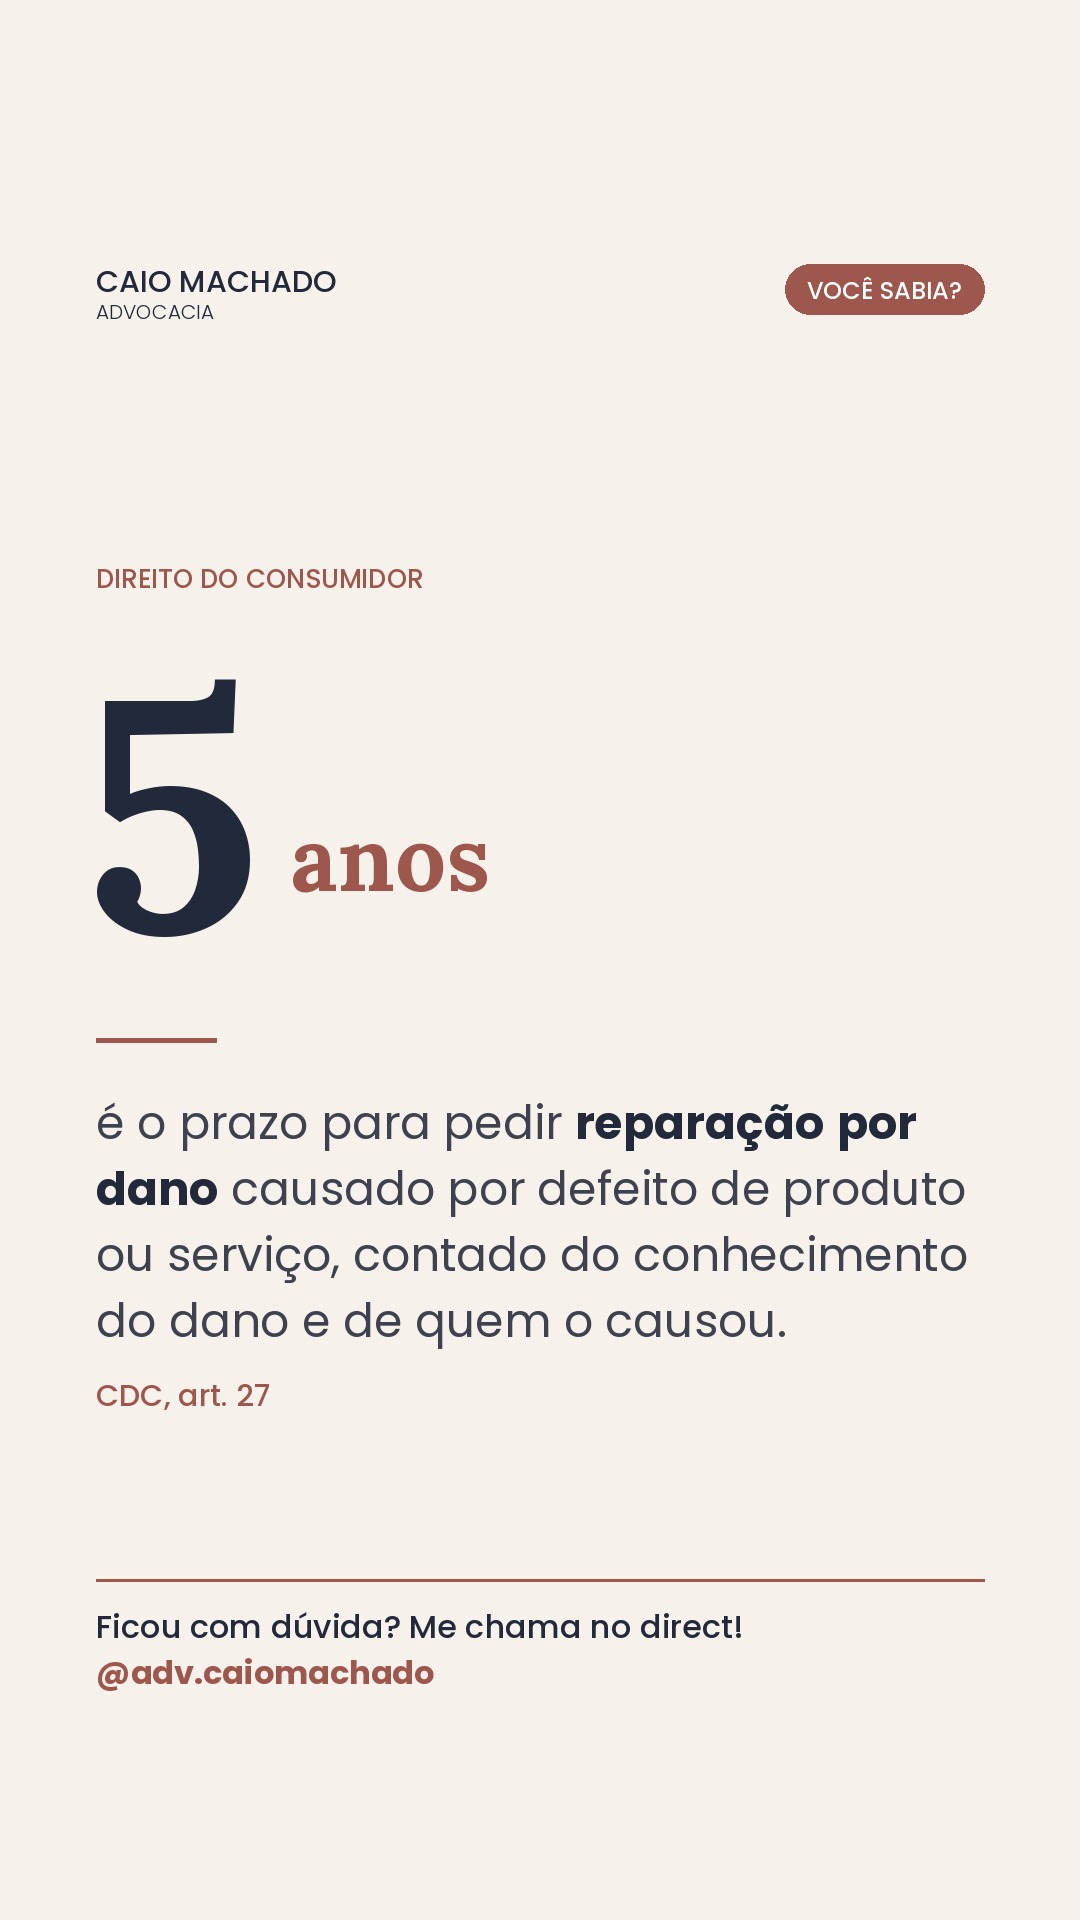 CAIO MACHADO
ADVOCACIA
VOCÊ SABIA?
DIREITO DO CONSUMIDOR
5 anos
é o prazo para pedir reparação por
dano causado por defeito de produto
ou serviço, contado do conhecimento
do dano e de quem o causou.
CDC, art. 27
Ficou com dúvida? Me chama no direct!
@adv.caiomachado